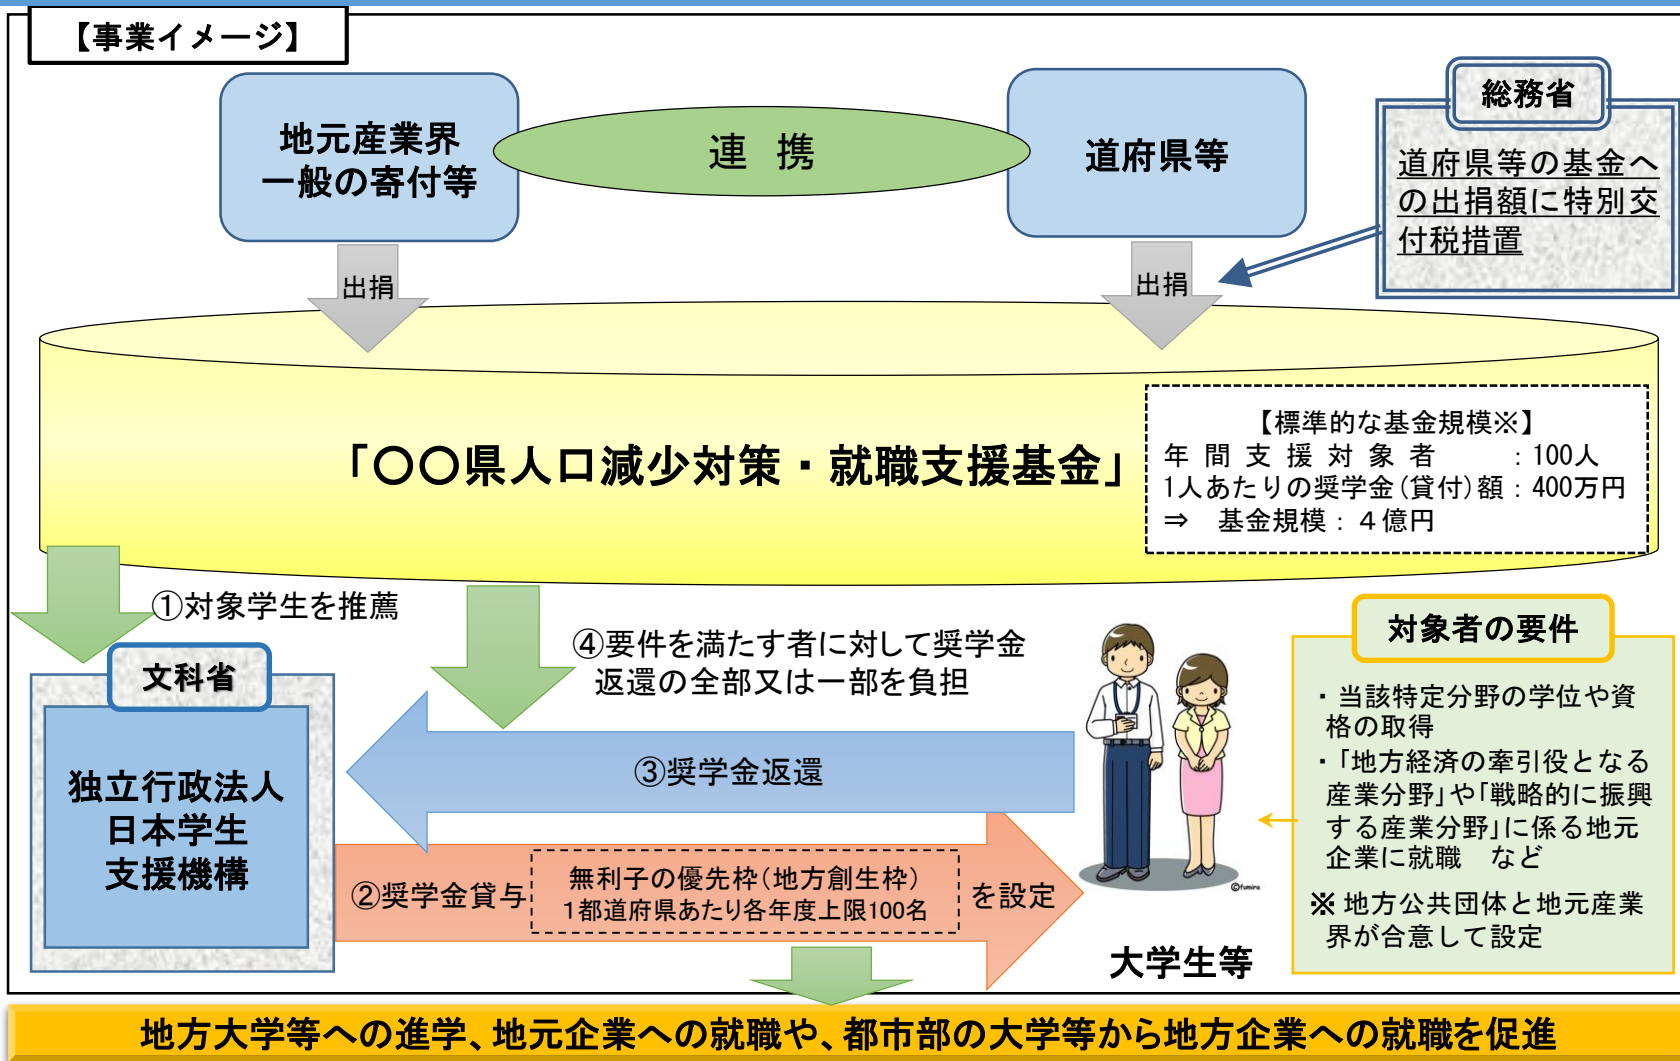 【事業イメージ】
地元産業界
一般の寄付等
連 携
道府県等
総務省
道府県等の基金へ
の出捐額に特別交
付税措置
出捐
出捐
「〇〇県人口減少対策・就職支援基金」
【標準的な基金規模※】
年間支援対象者 : 100人
1人あたりの奨学金(貸付)額 : 400万円
⇒ 基金規模 : 4億円
①対象学生を推薦
④要件を満たす者に対して奨学金
返還の全部又は一部を負担
文科省
独立行政法人
日本学生
支援機構
③奨学金返還
②奨学金貸与
無利子の優先枠(地方創生枠)
1都道府県あたり各年度上限100名
を設定
©fumira
大学生等
対象者の要件
・当該特定分野の学位や資
格の取得
・「地方経済の牽引役となる
産業分野」や「戦略的に振興
する産業分野」に係る地元
企業に就職 など
※ 地方公共団体と地元産業
界が合意して設定
地方大学等への進学、地元企業への就職や、都市部の大学等から地方企業への就職を促進